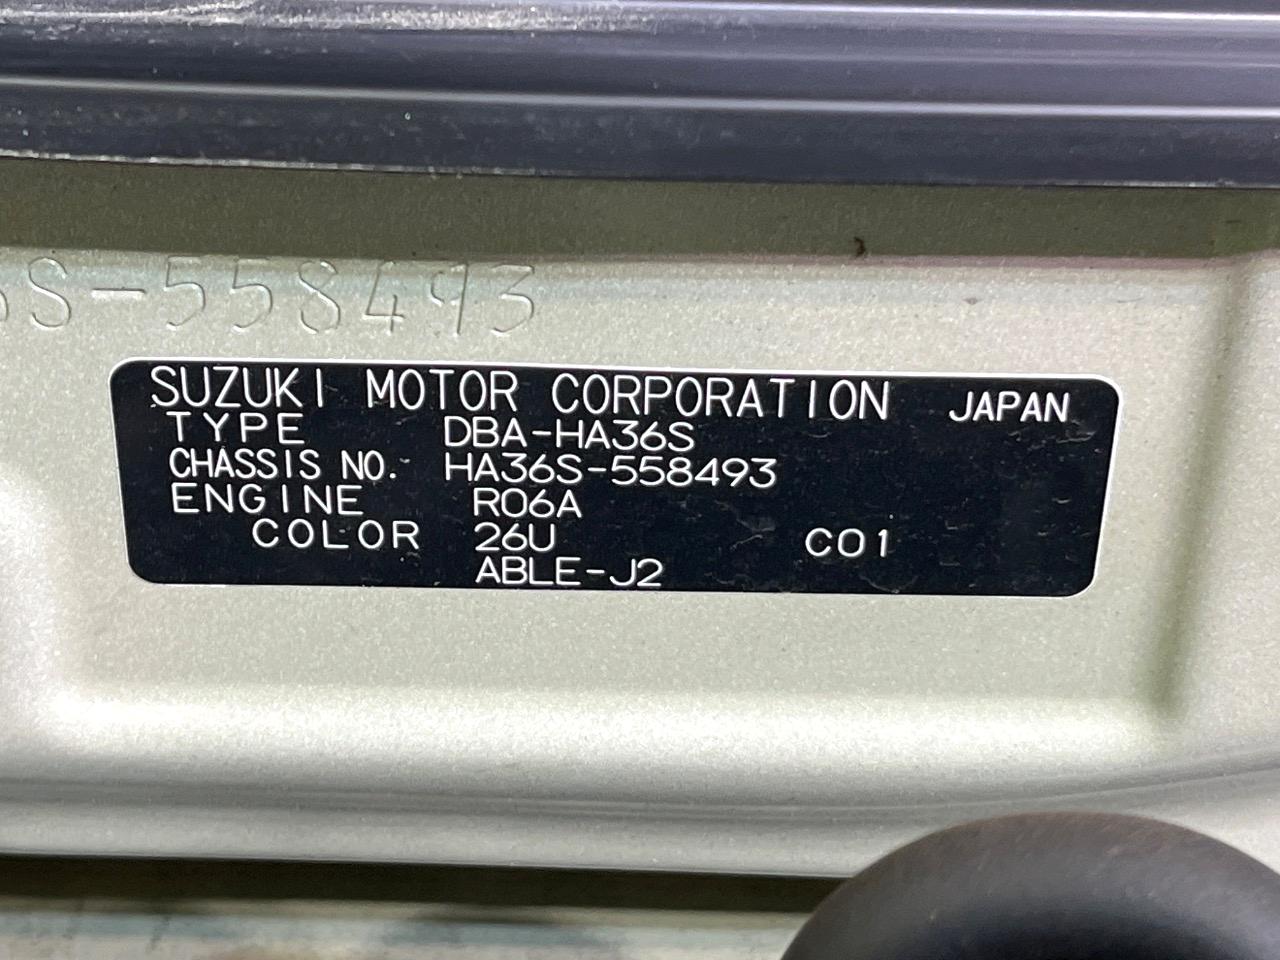 S-558493
SUZUKI MOTOR CORPORATION JAPAN
TYPE DBA-HA36S
CHASSIS NO. HA36S-558493
ENGINE R06A
COLOR 26U C01
ABLE-J2